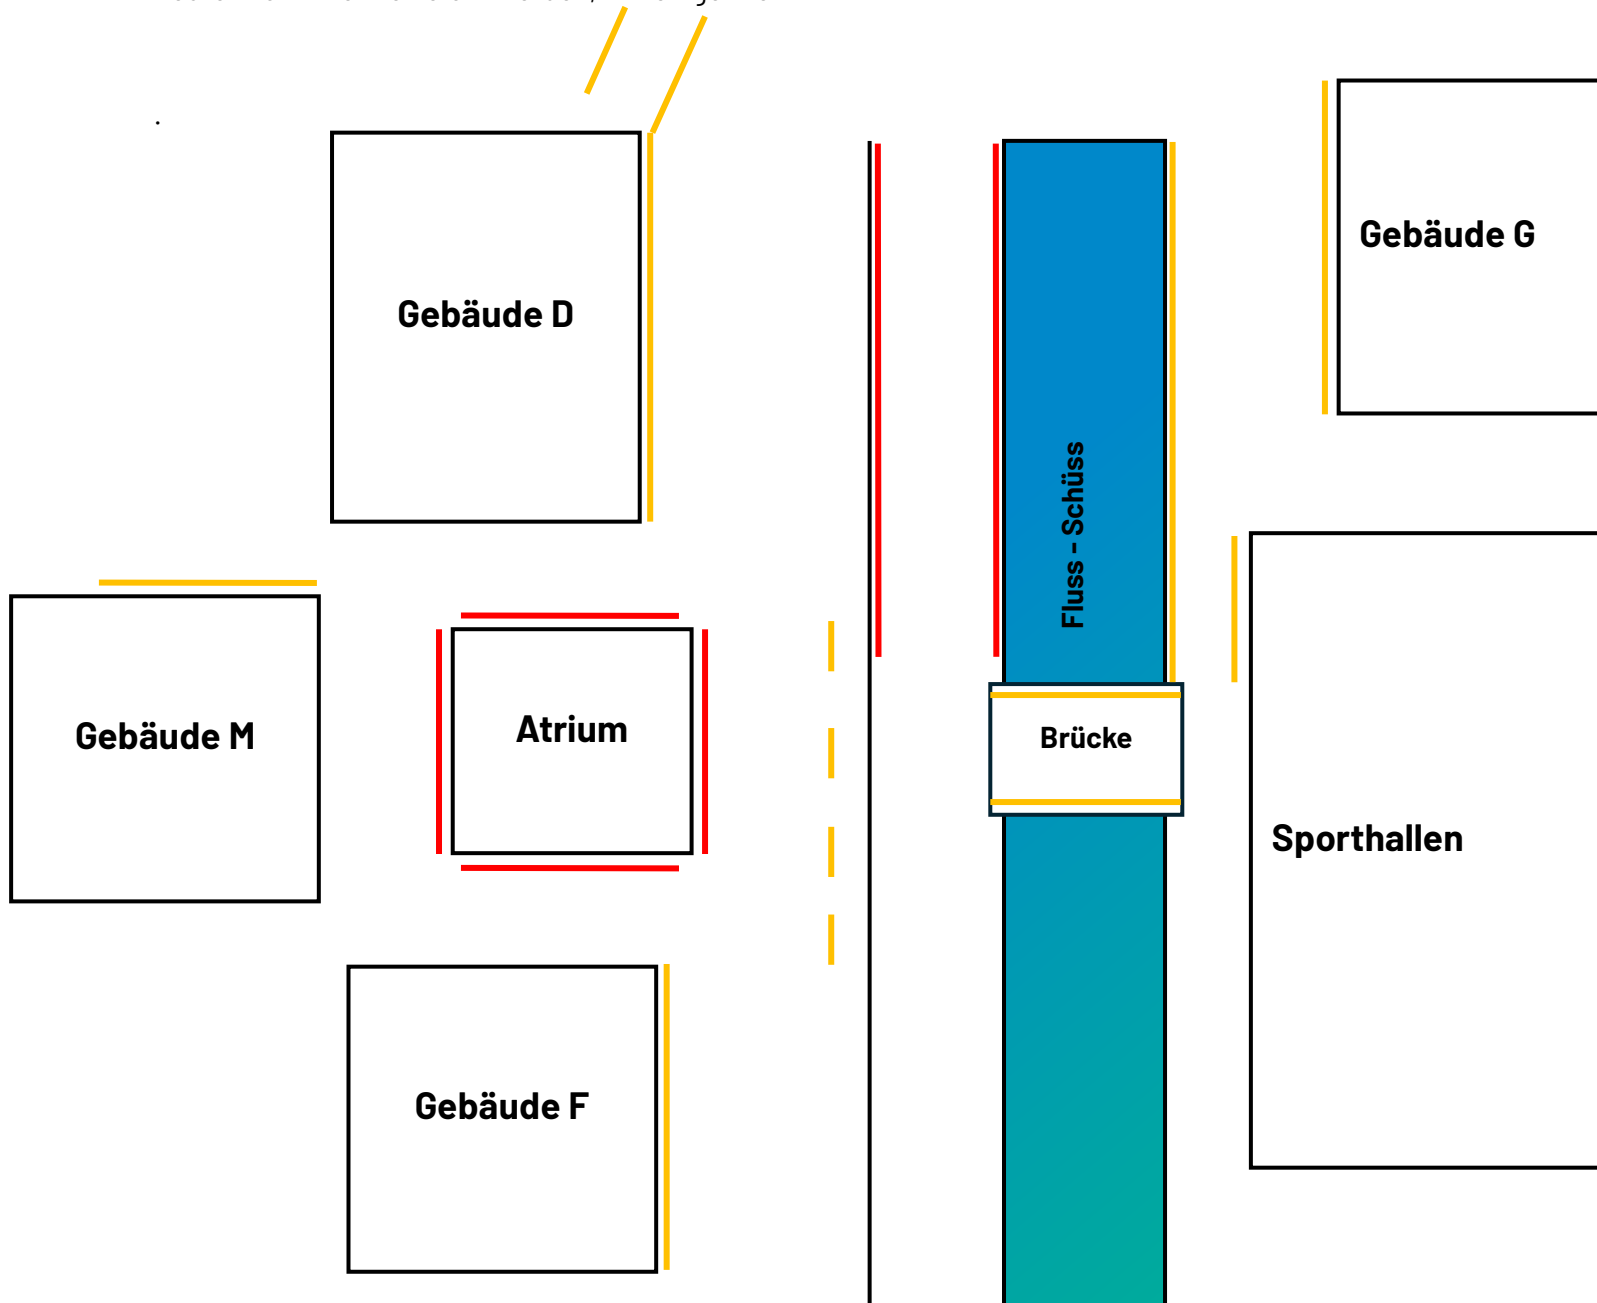 Gebäude G
Gebäude D
Fluss - Schüss
Gebäude M
Atrium
Brücke
Sporthallen
Gebäude F